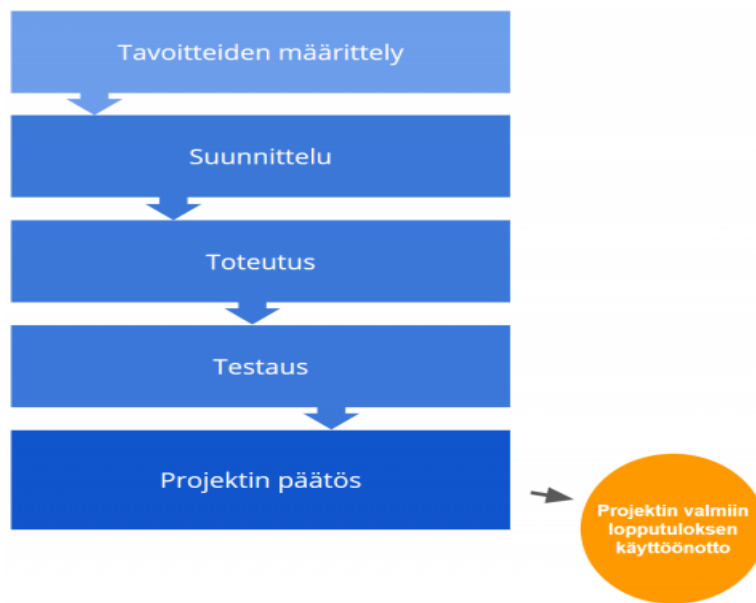 Tavoitteiden määrittely
Suunnittelu
Toteutus
Testaus
Projektin päätös
Projektin valmiin
lopputuloksen
käyttöönotto